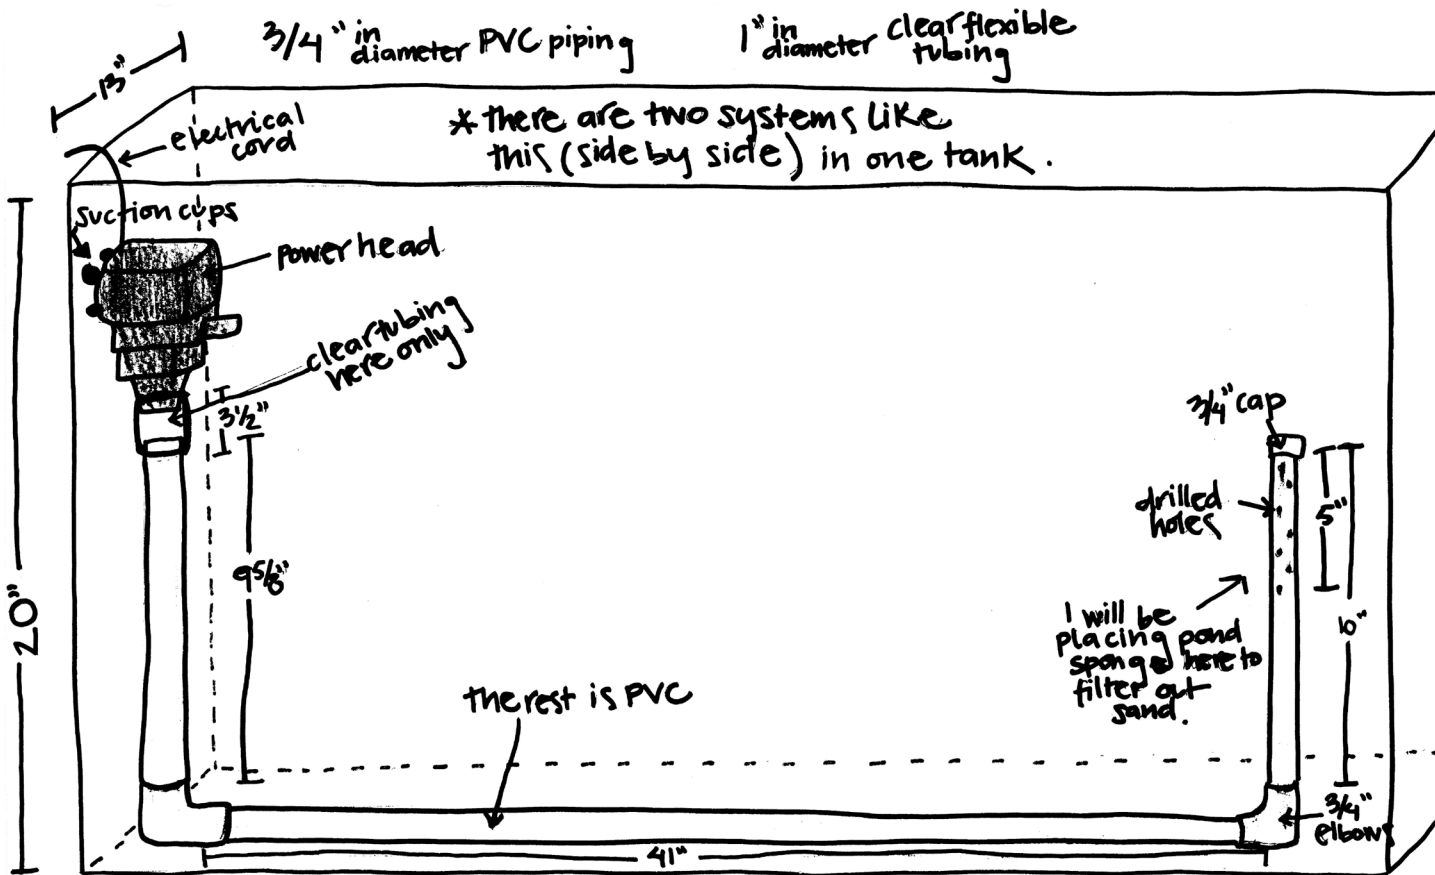 3/4" in diameter PVC piping
1" in diameter clear flexible tubing
13"
electrical
cord
* there are two systems like
this (side by side) in one tank.
suction cups
power head
clear tubing
here only
3 1/2"
3/4" cap
drilled
holes
5"
9 5/8"
20"
10"
I will be
placing pond
sponge here to
filter out
sand.
the rest is PVC
3/4"
elbows
41"